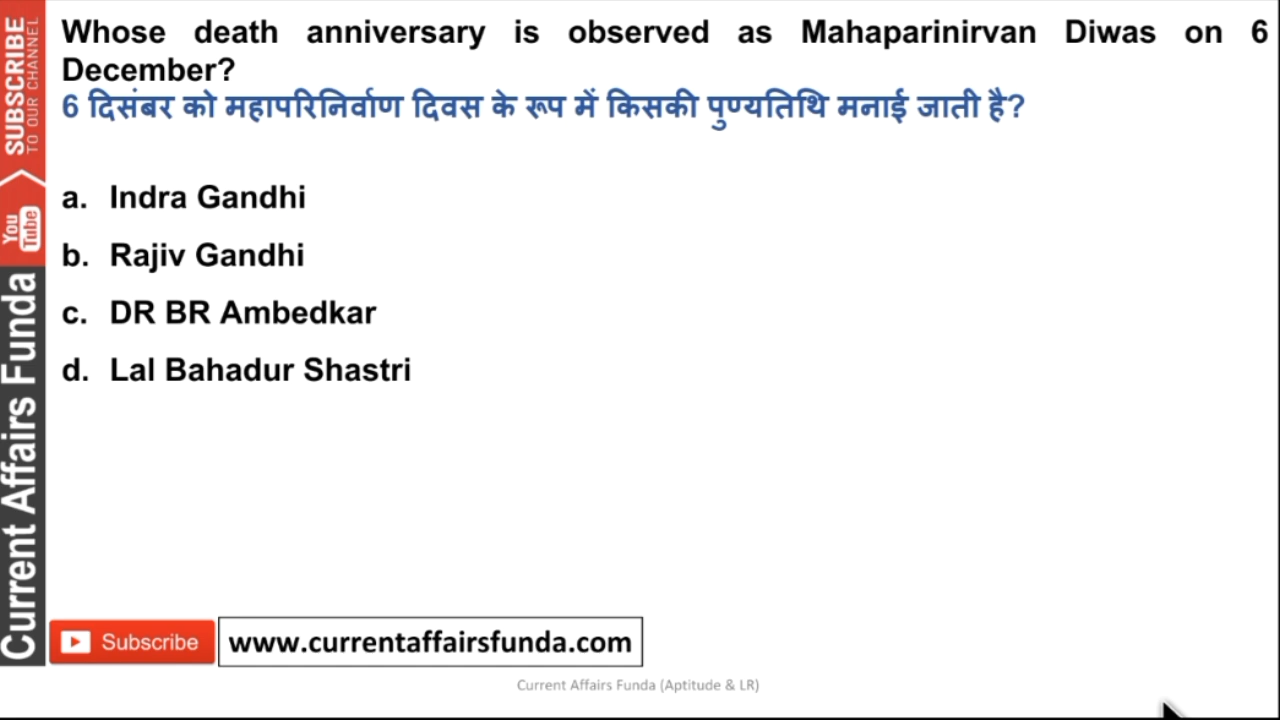 Whose death anniversary is observed as Mahaparinirvan Diwas on 6
December?
6 दिसंबर को महापरिनिर्वाण दिवस के रूप में किसकी पुण्यतिथि मनाई जाती है?
a. Indra Gandhi
b. Rajiv Gandhi
c. DR BR Ambedkar
d. Lal Bahadur Shastri
SUBSCRIBE
TO OUR CHANNEL
You
Tube
Current Affairs Funda
Subscribe
www.currentaffairsfunda.com
Current Affairs Funda (Aptitude & LR)